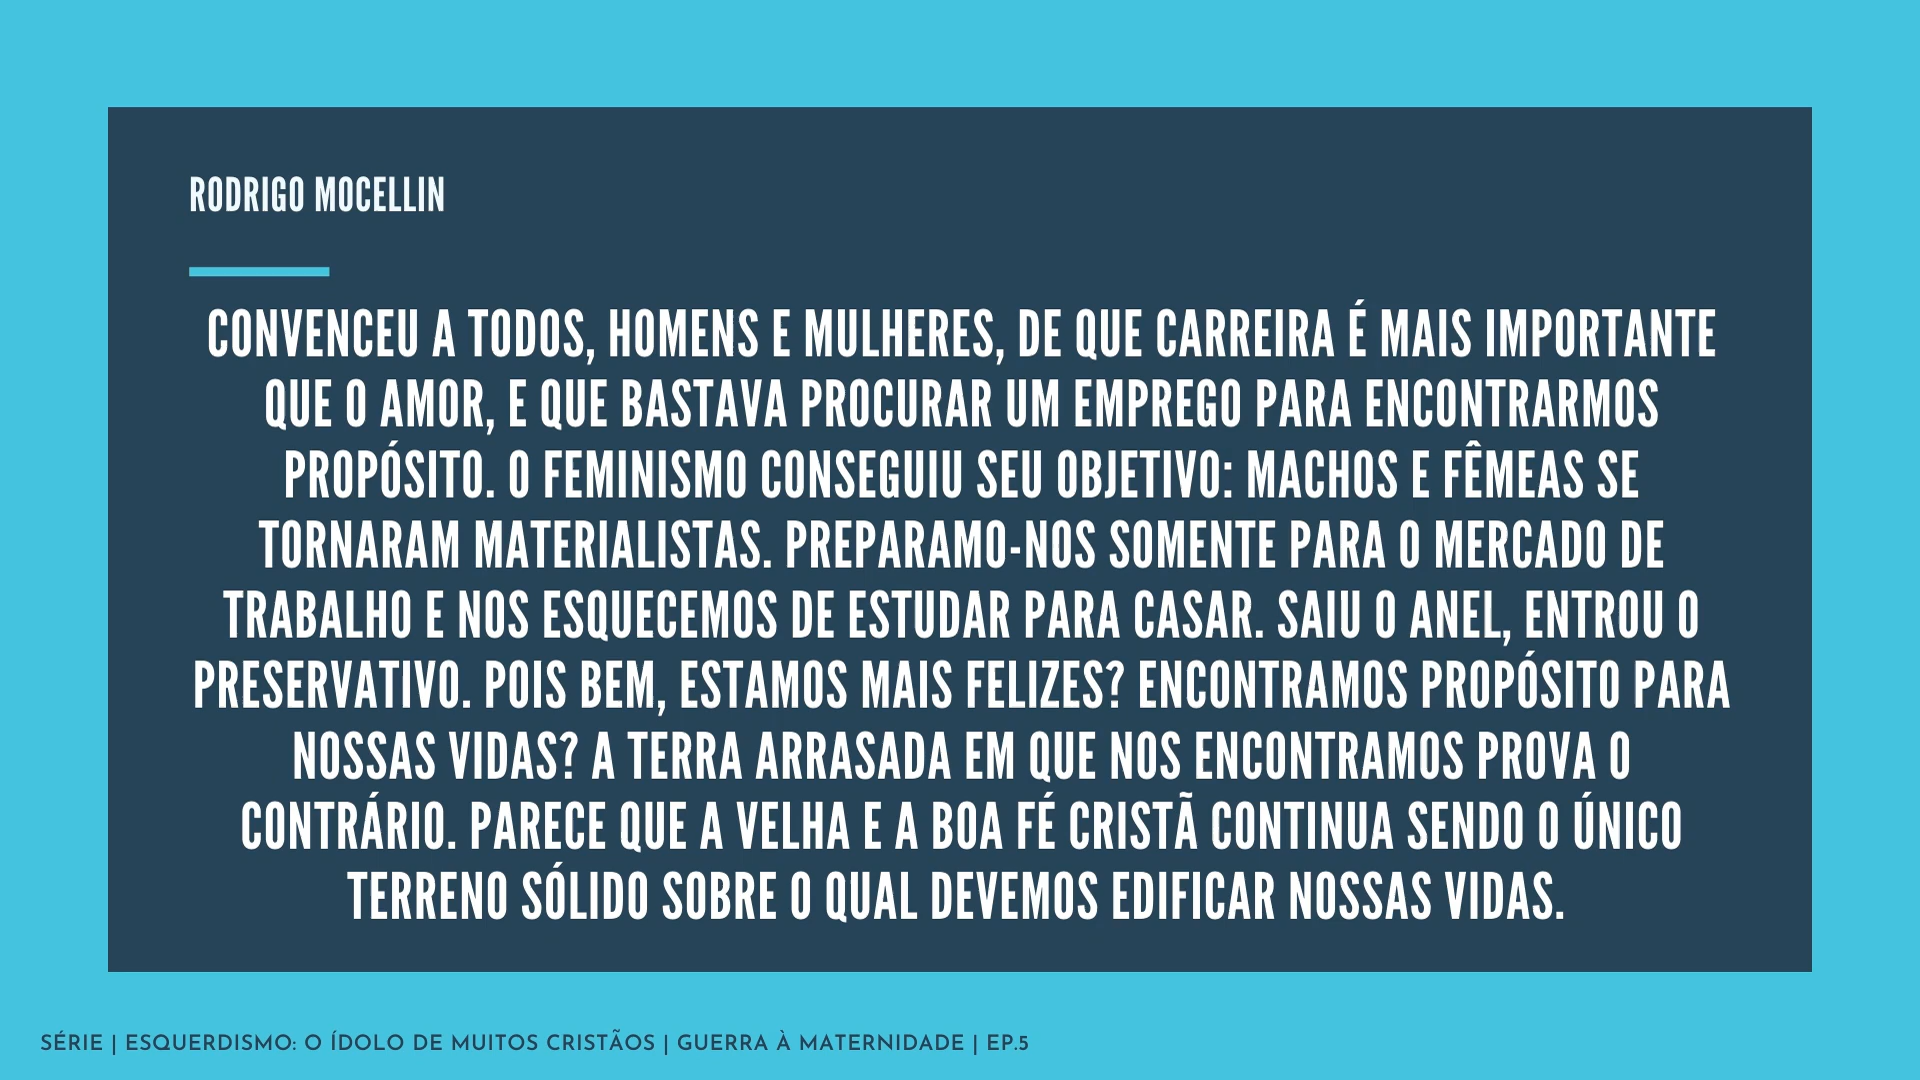 RODRIGO MOCELLIN
CONVENCEU A TODOS, HOMENS E MULHERES, DE QUE CARREIRA É MAIS IMPORTANTE
QUE O AMOR, E QUE BASTAVA PROCURAR UM EMPREGO PARA ENCONTRARMOS
PROPÓSITO. O FEMINISMO CONSEGUIU SEU OBJETIVO: MACHOS E FÊMEAS SE
TORNARAM MATERIALISTAS. PREPARAMO-NOS SOMENTE PARA O MERCADO DE
TRABALHO E NOS ESQUECEMOS DE ESTUDAR PARA CASAR. SAIU O ANEL, ENTROU O
PRESERVATIVO. POIS BEM, ESTAMOS MAIS FELIZES? ENCONTRAMOS PROPÓSITO PARA
NOSSAS VIDAS? A TERRA ARRASADA EM QUE NOS ENCONTRAMOS PROVA O
CONTRÁRIO. PARECE QUE A VELHA E A BOA FÉ CRISTÃ CONTINUA SENDO O ÚNICO
TERRENO SÓLIDO SOBRE O QUAL DEVEMOS EDIFICAR NOSSAS VIDAS.
SÉRIE | ESQUERDISMO: O ÍDOLO DE MUITOS CRISTÃOS | GUERRA À MATERNIDADE | EP.5